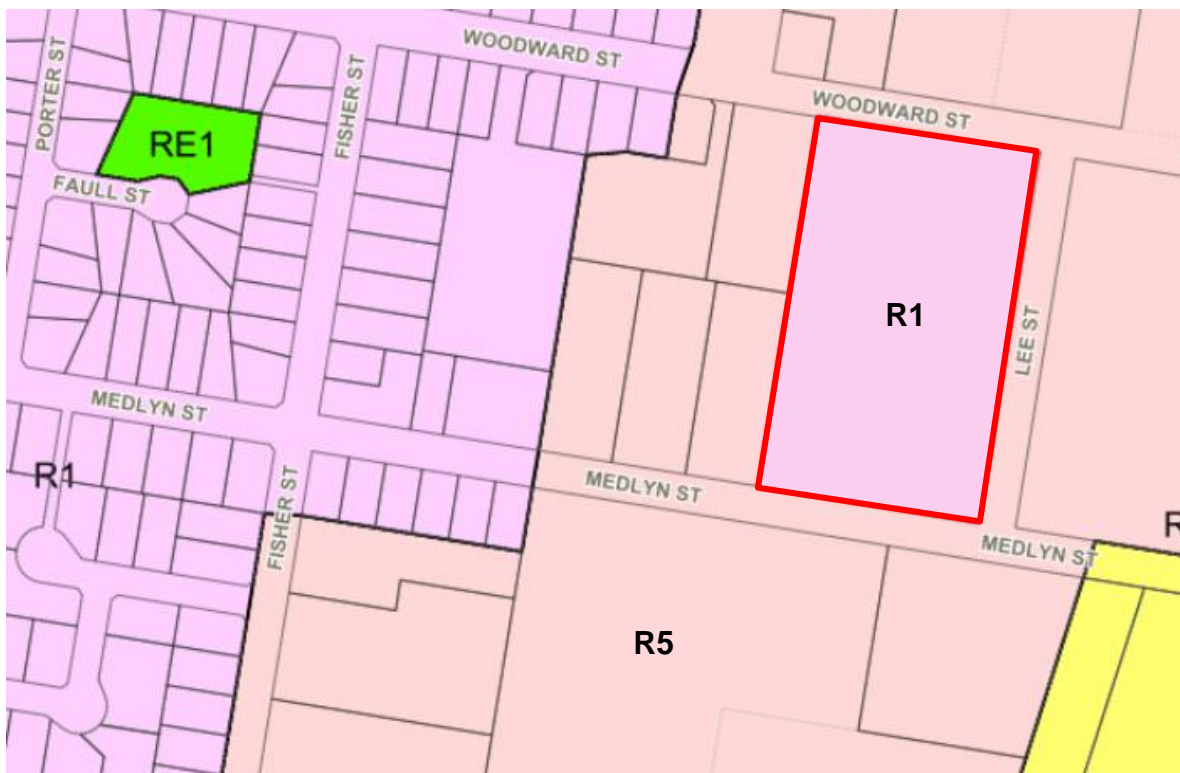 WOODWARD ST
PORTER ST
FISHER ST
RE1
FAULL ST
WOODWARD ST
R1
LEE ST
MEDLYN ST
R1
FISHER ST
MEDLYN ST
MEDLYN ST
R5